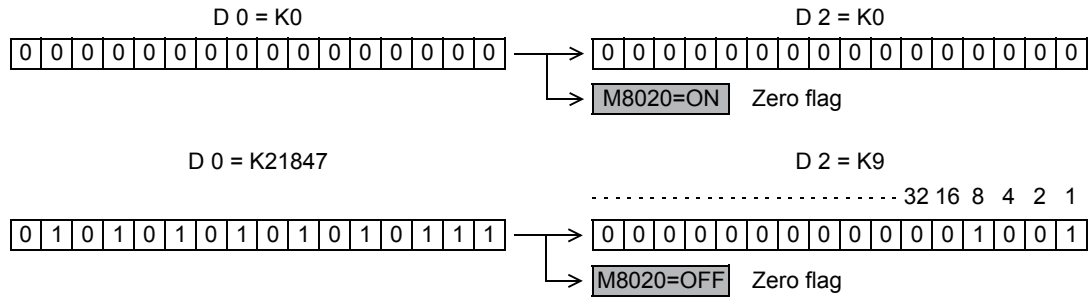 D 0 = K0 D 2 = K0
0 0 0 0 0 0 0 0 0 0 0 0 0 0 0 0 0 0 0 0 0 0 0 0 0 0 0 0 0 0 0 0
M8020=ON Zero flag
D 0 = K21847 D 2 = K9
32 16 8 4 2 1
0 1 0 1 0 1 0 1 0 1 0 1 0 1 1 1 0 0 0 0 0 0 0 0 0 0 0 0 1 0 0 1
M8020=OFF Zero flag